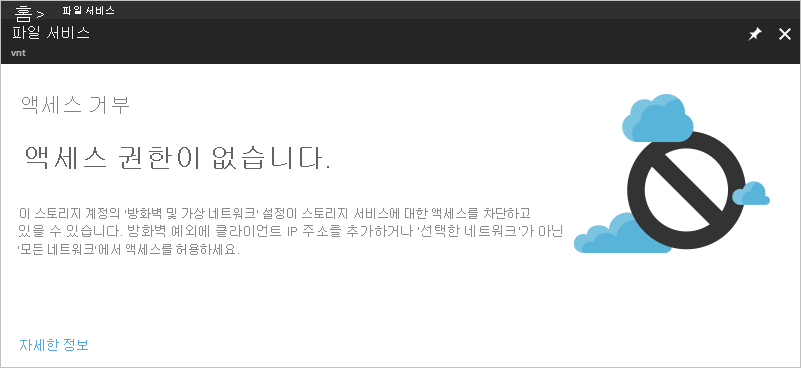 홈 > 파일 서비스
파일 서비스
vnt
액세스 거부
액세스 권한이 없습니다.
이 스토리지 계정의 '방화벽 및 가상 네트워크' 설정이 스토리지 서비스에 대한 액세스를 차단하고
있을 수 있습니다. 방화벽 예외에 클라이언트 IP 주소를 추가하거나 '선택한 네트워크'가 아닌
'모든 네트워크'에서 액세스를 허용하세요.
자세한 정보